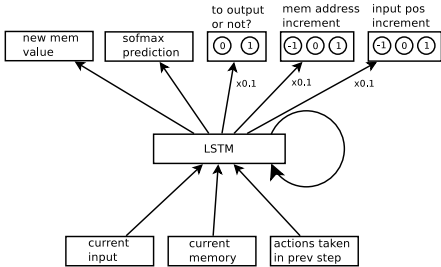 to output
or not?
mem address
increment
input pos
increment
new mem
value
sofmax
prediction
0 1
-1 0 1
-1 0 1
x0.1
x0.1
x0.1
LSTM
current
input
current
memory
actions taken
in prev step